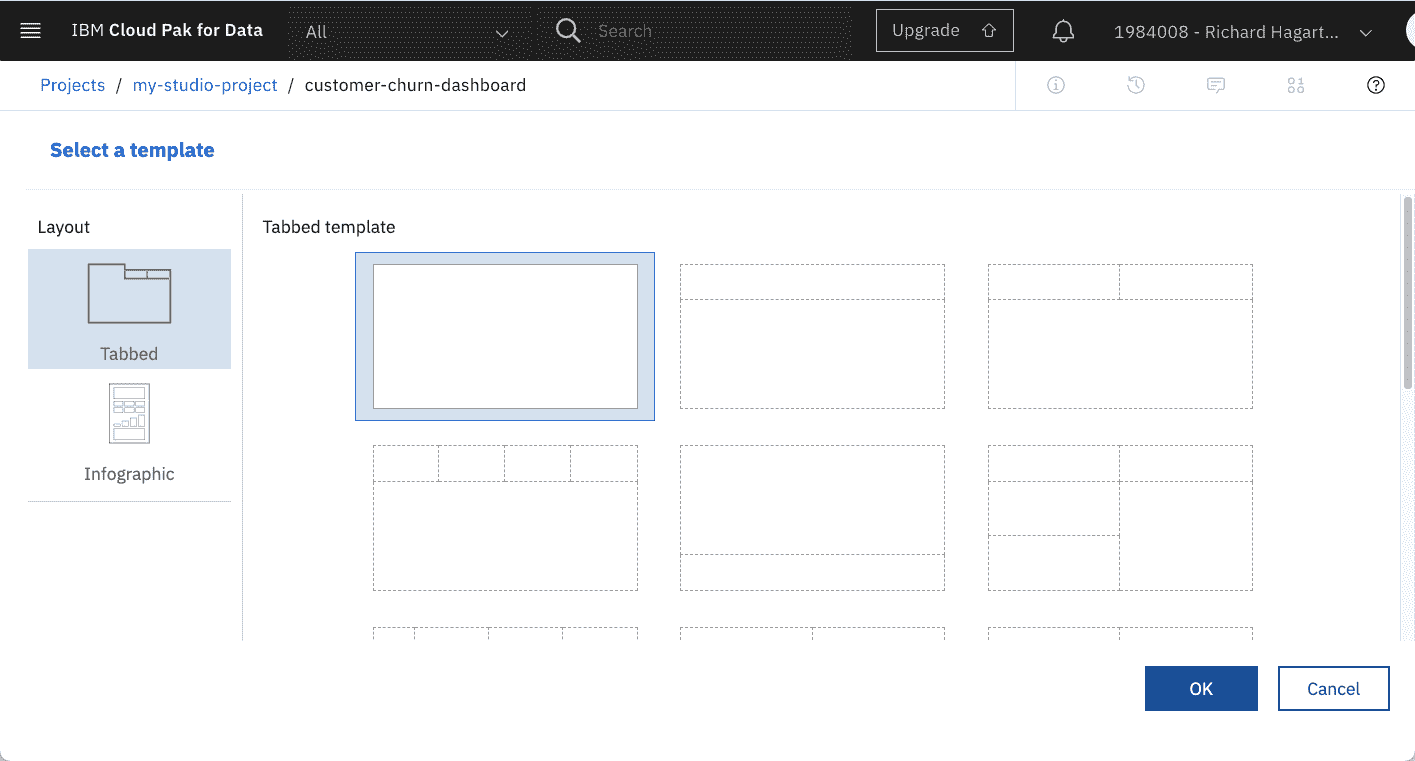 IBM Cloud Pak for Data
All
Search
Upgrade
1984008 - Richard Hagart...
Projects / my-studio-project / customer-churn-dashboard
Select a template
Layout
Tabbed template
Tabbed
Infographic
OK
Cancel